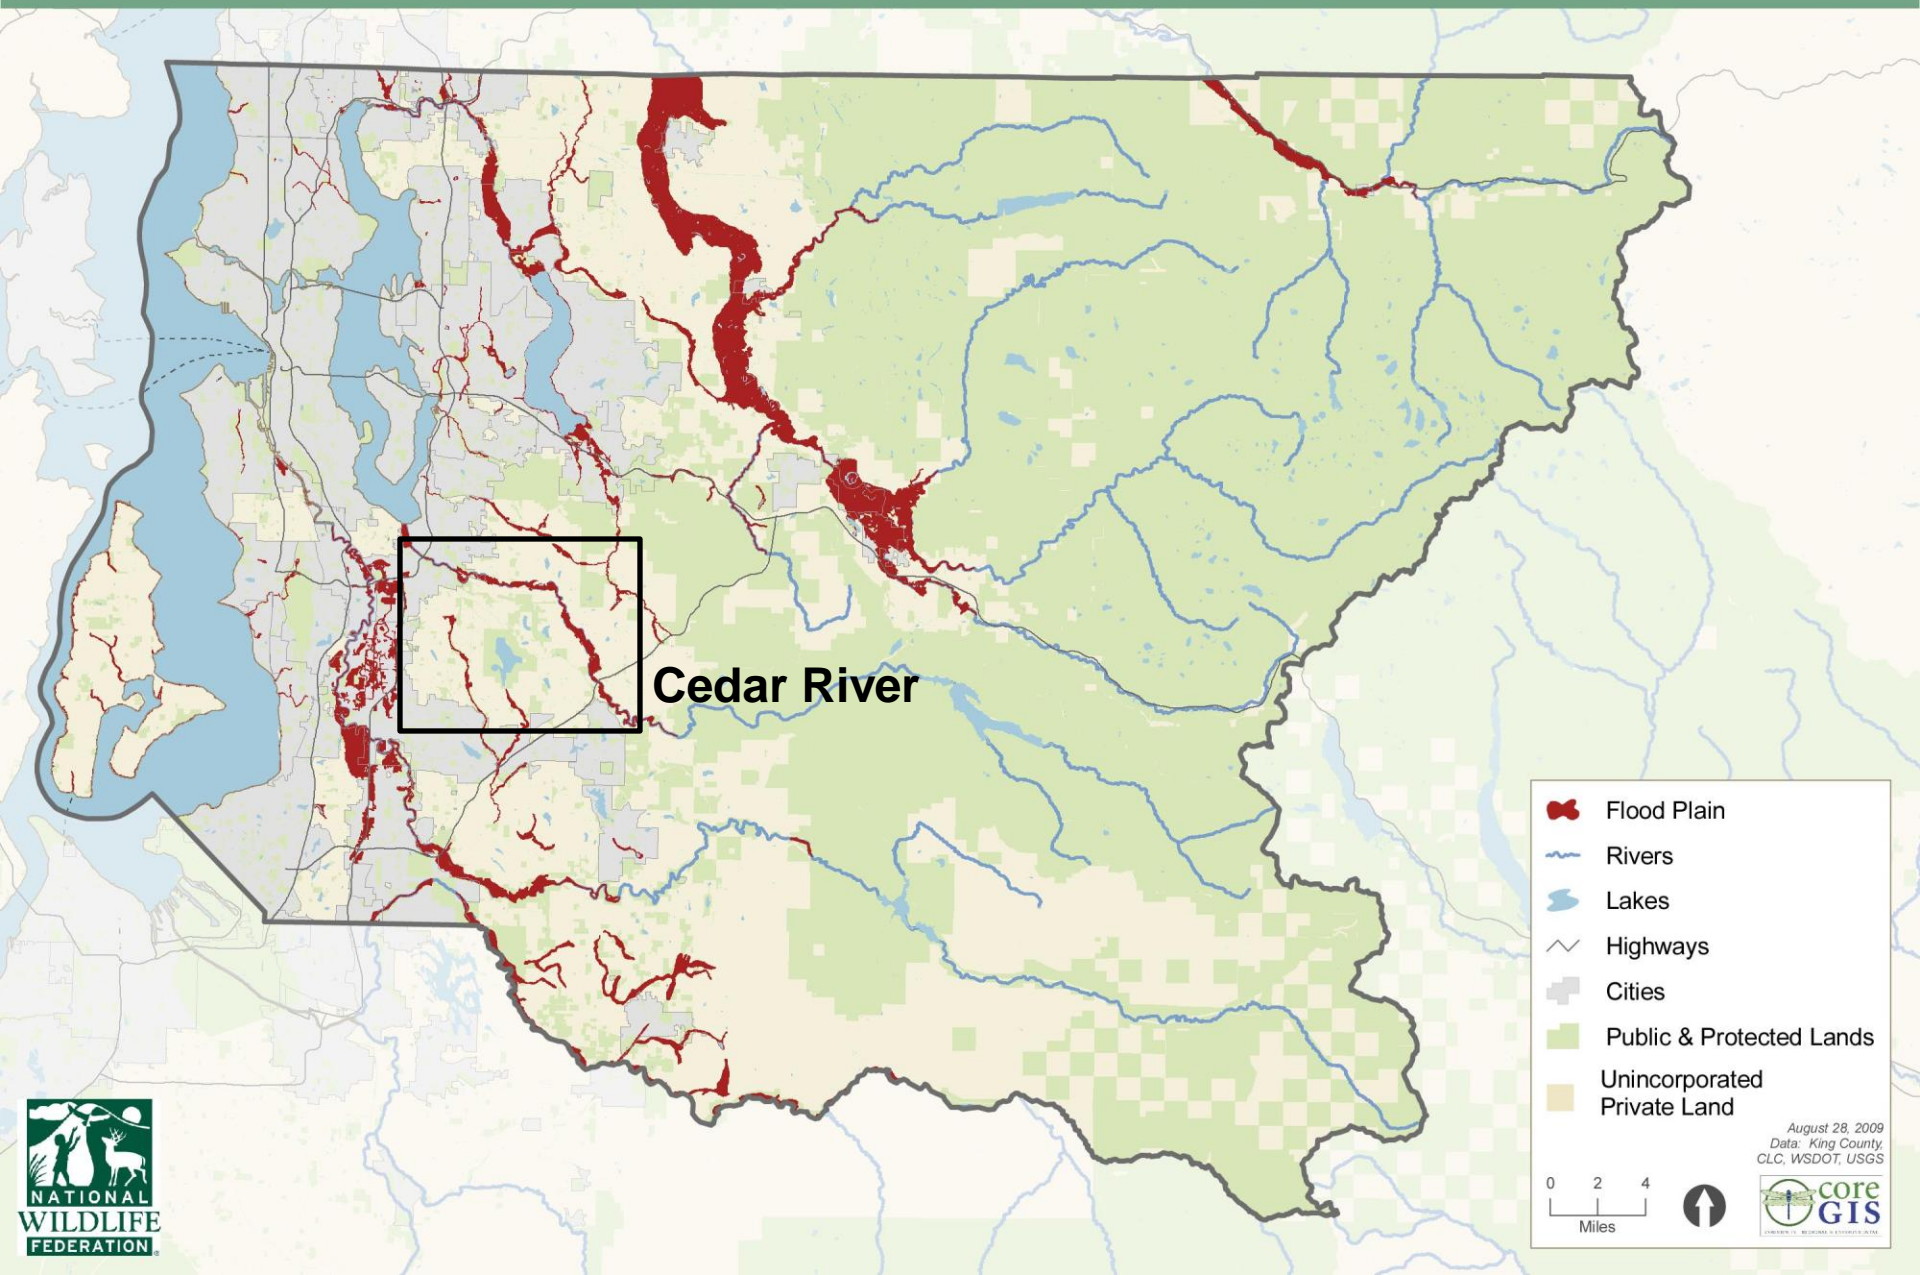 Cedar River
Flood Plain
Rivers
Lakes
Highways
Cities
Public & Protected Lands
Unincorporated
Private Land
August 28, 2009
Data: King County,
CLC, WSDOT, USGS
0 2 4
Miles
core
GIS
NATIONAL
WILDLIFE
FEDERATION